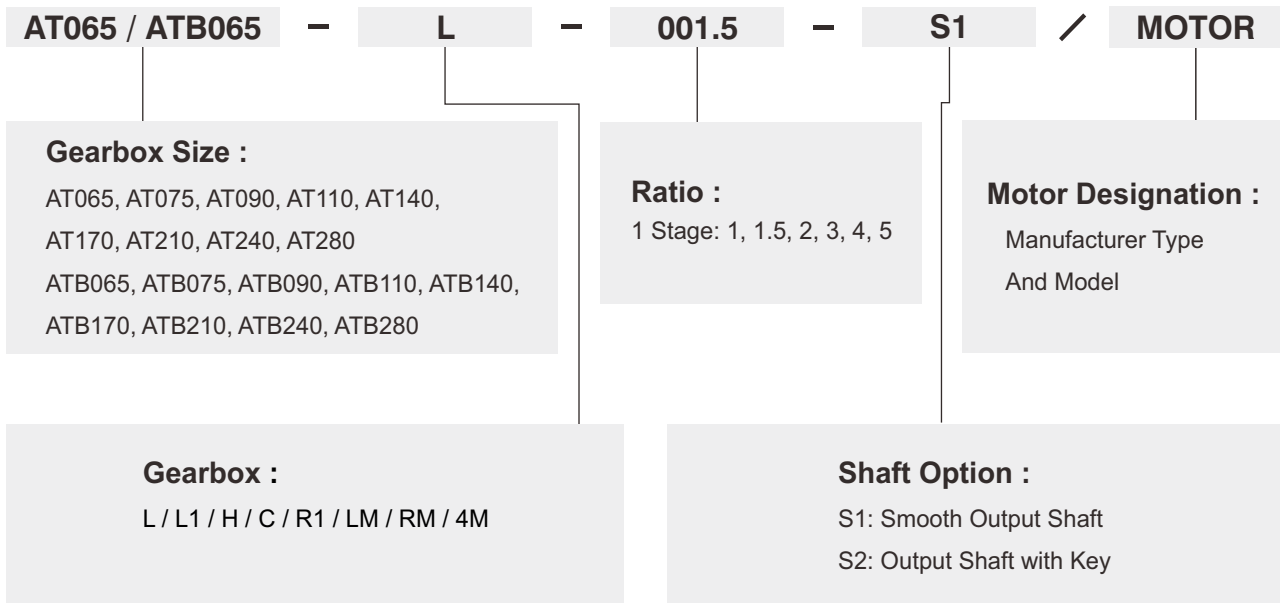 AT065 / ATB065 – L – 001.5 – S1 / MOTOR
Gearbox Size :
AT065, AT075, AT090, AT110, AT140,
AT170, AT210, AT240, AT280
ATB065, ATB075, ATB090, ATB110, ATB140,
ATB170, ATB210, ATB240, ATB280
Ratio :
1 Stage: 1, 1.5, 2, 3, 4, 5
Motor Designation :
Manufacturer Type
And Model
Gearbox :
L / L1 / H / C / R1 / LM / RM / 4M
Shaft Option :
S1: Smooth Output Shaft
S2: Output Shaft with Key